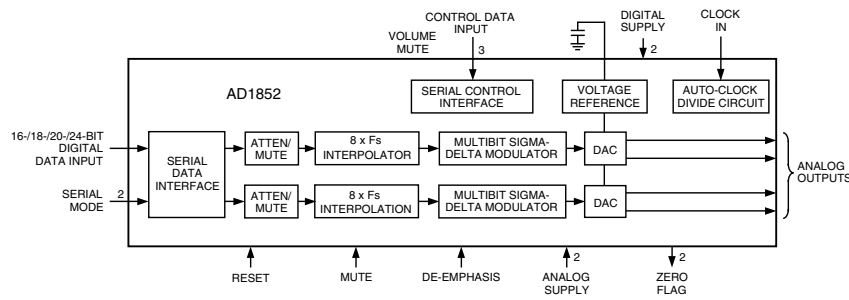 CONTROL DATA
INPUT
DIGITAL
SUPPLY
CLOCK
IN
VOLUME
MUTE
3
2
AD1852
SERIAL CONTROL
INTERFACE
VOLTAGE
REFERENCE
AUTO-CLOCK
DIVIDE CIRCUIT
16-/18-/20-/24-BIT
DIGITAL
DATA INPUT
SERIAL
DATA
INTERFACE
ATTEN/
MUTE
8 x Fs
INTERPOLATOR
MULTIBIT SIGMA-
DELTA MODULATOR
DAC
ANALOG
OUTPUTS
SERIAL
MODE
2
ATTEN/
MUTE
8 x Fs
INTERPOLATION
MULTIBIT SIGMA-
DELTA MODULATOR
DAC
2
2
RESET
MUTE
DE-EMPHASIS
ANALOG
SUPPLY
ZERO
FLAG